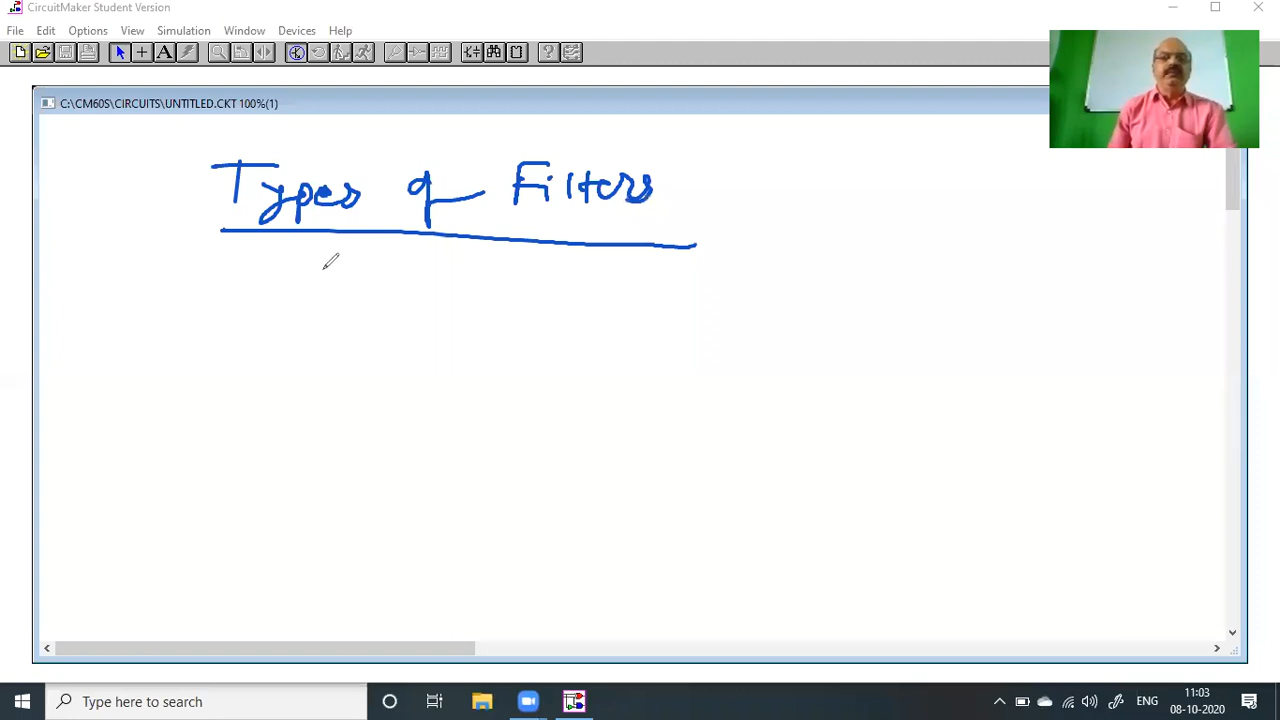 CircuitMaker Student Version
File Edit Options View Simulation Window Devices Help
C:\CM60S\CIRCUITS\UNTITLED.CKT 100%(1)
Types of Filters
Type here to search
ENG
11:03
08-10-2020